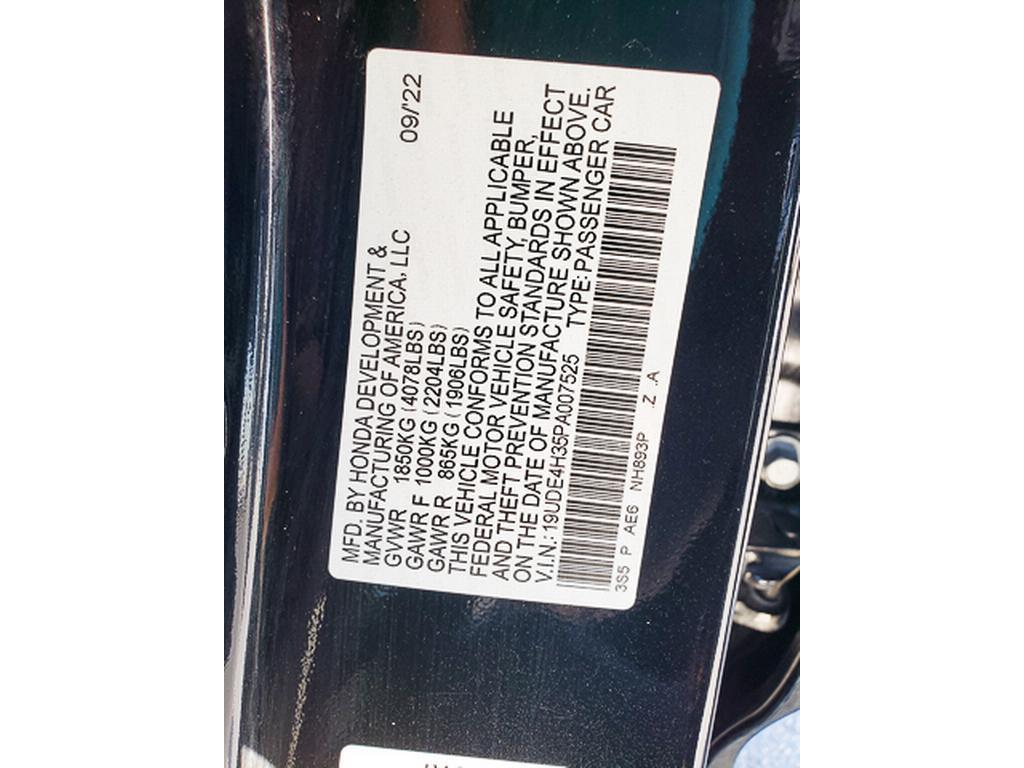 MFD. BY HONDA DEVELOPMENT &
MANUFACTURING OF AMERICA, LLC 09/'22
GVWR 1850KG (4078LBS)
GAWR F 1000KG (2204LBS)
GAWR R 865KG (1906LBS)
THIS VEHICLE CONFORMS TO ALL APPLICABLE
FEDERAL MOTOR VEHICLE SAFETY, BUMPER,
AND THEFT PREVENTION STANDARDS IN EFFECT
ON THE DATE OF MANUFACTURE SHOWN ABOVE.
V.I.N.: 19UDE4H35PA007525 TYPE: PASSENGER CAR
3S5 P AE6 NH893P .Z .A